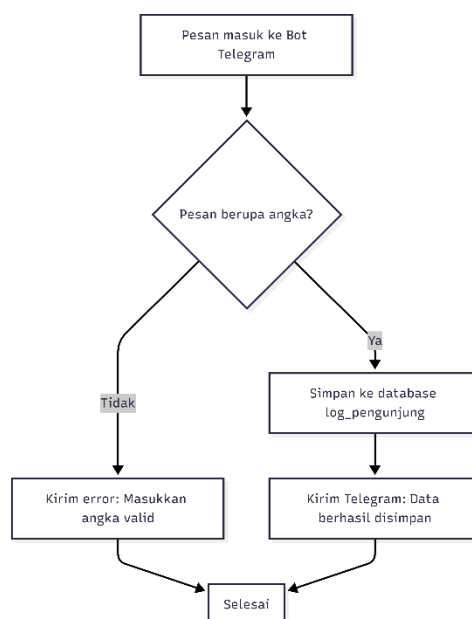 Pesan masuk ke Bot
Telegram
Pesan berupa angka?
Ya
Tidak
Simpan ke database
log_pengunjung
Kirim error: Masukkan
angka valid
Kirim Telegram: Data
berhasil disimpan
Selesai